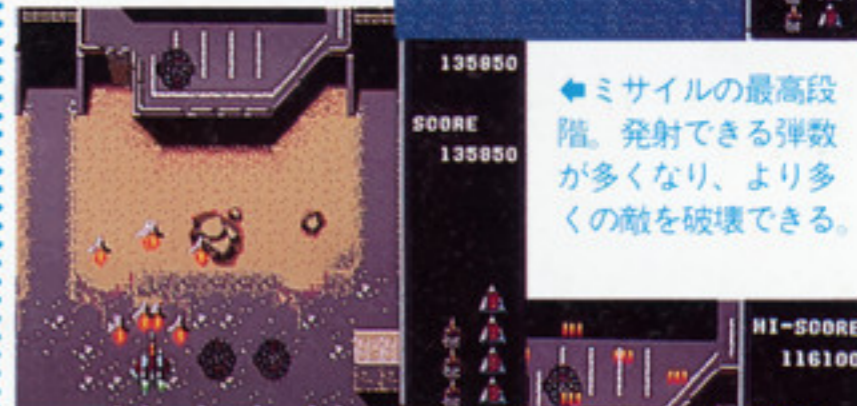 135850
SCORE
135850
←ミサイルの最高段
階。発射できる弾数
が多くなり、より多
くの敵を破壊できる。
HI-SCORE
116100